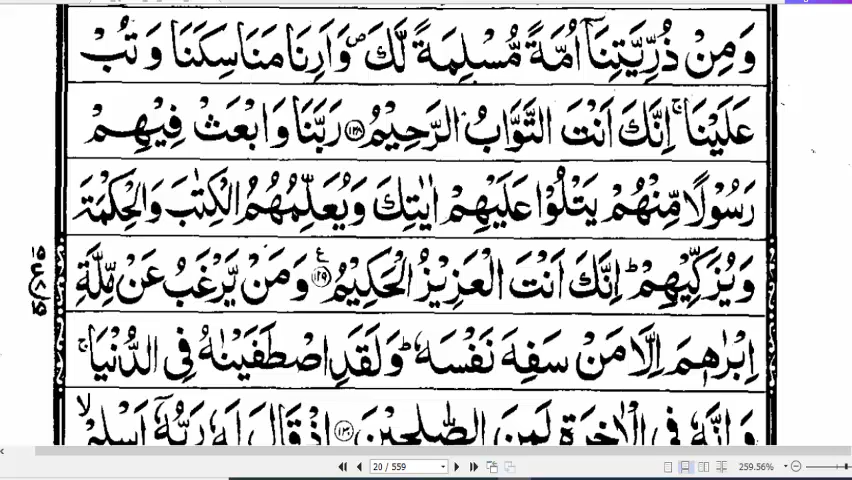 وَمِنْ ذُرِّيَّتِنَاۤ اُمَّةً مُّسْلِمَةً لَّكَ ۪ وَاَرِنَا مَنَاسِكَنَا وَتُبْ
عَلَيْنَا ۚ اِنَّكَ اَنْتَ التَّوَّابُ الرَّحِيْمُ ﴿۱۲۸﴾ رَبَّنَا وَابْعَثْ فِيْهِمْ
رَسُوْلًا مِّنْهُمْ يَتْلُوْا عَلَيْهِمْ اٰيٰتِكَ وَيُعَلِّمُهُمُ الْكِتٰبَ وَالْحِكْمَةَ
وَيُزَكِّيْهِمْ ؕ اِنَّكَ اَنْتَ الْعَزِيْزُ الْحَكِيْمُ ﴿۱۲۹﴾ ع وَمَنْ يَّرْغَبُ عَنْ مِّلَّةِ
اِبْرٰهٖمَ اِلَّا مَنْ سَفِهَ نَفْسَهٗ ؕ وَلَقَدِ اصْطَفَيْنٰهُ فِى الدُّنْيَا ۚ
وَاِنَّهٗ فِى الْاٰخِرَةِ لَمِنَ الصّٰلِحِيْنَ ﴿۱۳۰﴾ اِذْ قَالَ لَهٗ رَبُّهٗۤ اَسْلِمْ ۙ
20 / 559
259.56%